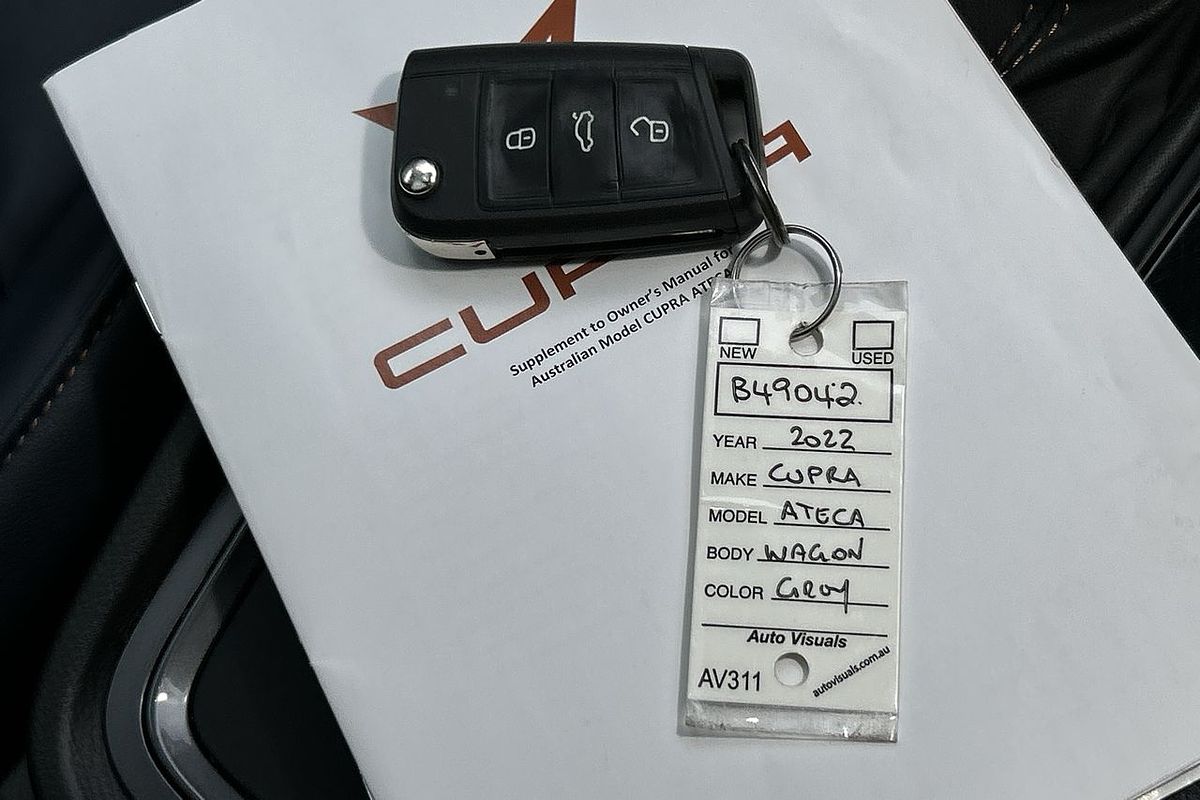 CUP
Supplement to Owner's Manual for
Australian Model CUPRA ATECA
NEW
USED
B49042.
YEAR 2022
MAKE CUPRA
MODEL ATECA
BODY WAGON
COLOR Grey
Auto Visuals
AV311
autovisuals.com.au